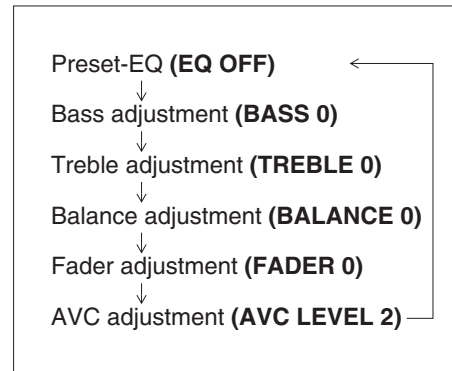 Preset-EQ (EQ OFF)
Bass adjustment (BASS 0)
Treble adjustment (TREBLE 0)
Balance adjustment (BALANCE 0)
Fader adjustment (FADER 0)
AVC adjustment (AVC LEVEL 2)